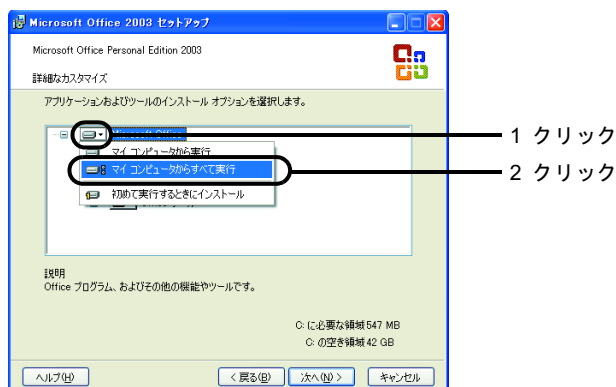 Microsoft Office 2003 セットアップ
Microsoft Office Personal Edition 2003
詳細なカスタマイズ
アプリケーションおよびツールのインストール オプションを選択します。
Microsoft Office
マイ コンピュータから実行
マイ コンピュータからすべて実行
初めて実行するときにインストール
1 クリック
2 クリック
説明
Office プログラム、およびその他の機能やツールです。
C: に必要な領域 547 MB
C: の空き領域 42 GB
ヘルプ(H)
< 戻る(B)
次へ(N) >
キャンセル